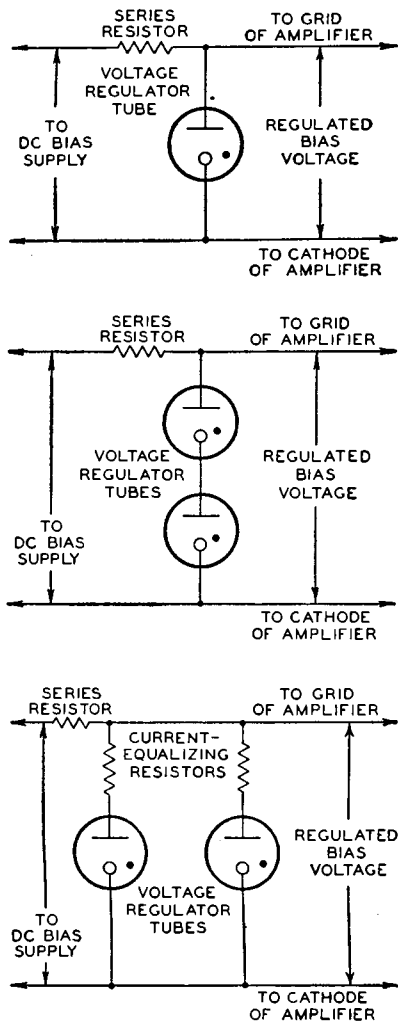 SERIES
RESISTOR
TO GRID
OF AMPLIFIER
VOLTAGE
REGULATOR
TUBE
TO
DC BIAS
SUPPLY
REGULATED
BIAS
VOLTAGE
TO CATHODE
OF AMPLIFIER
SERIES
RESISTOR
TO GRID
OF AMPLIFIER
VOLTAGE
REGULATOR
TUBES
REGULATED
BIAS
VOLTAGE
TO
DC BIAS
SUPPLY
TO CATHODE
OF AMPLIFIER
SERIES
RESISTOR
TO GRID
OF AMPLIFIER
CURRENT-
EQUALIZING
RESISTORS
REGULATED
BIAS
VOLTAGE
VOLTAGE
REGULATOR
TUBES
TO
DC BIAS
SUPPLY
TO CATHODE
OF AMPLIFIER